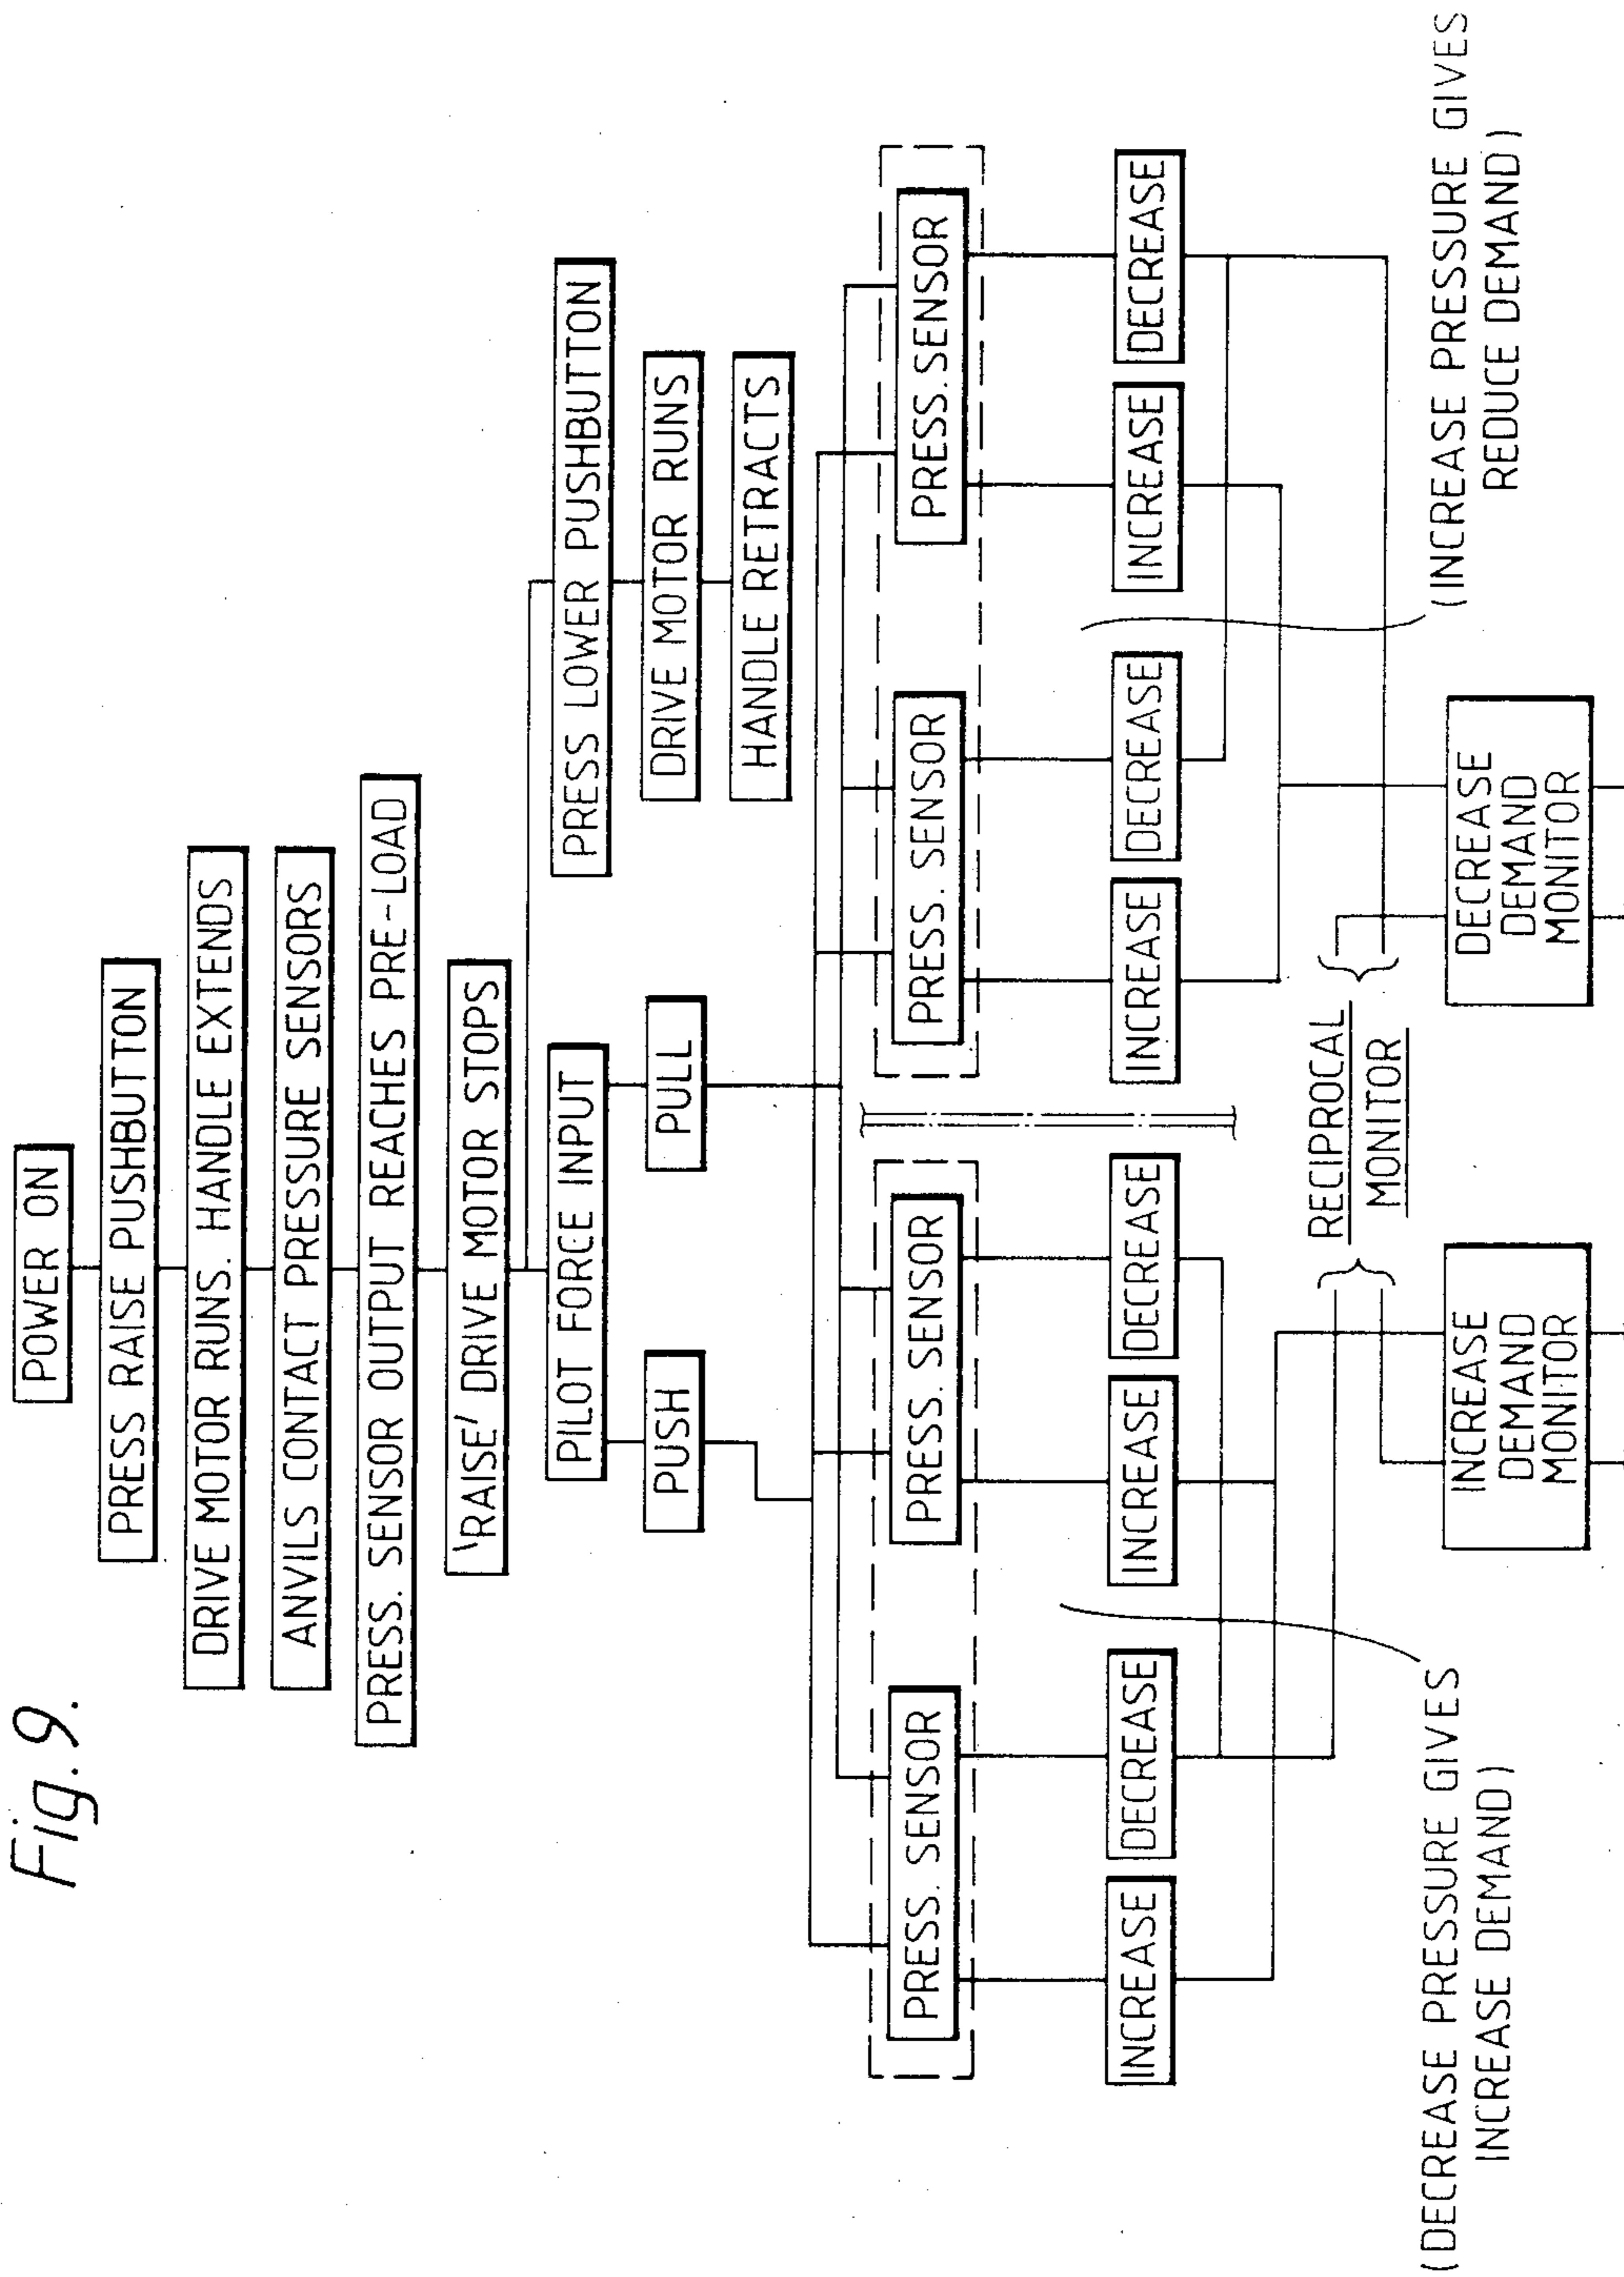 Fig. 9.
POWER ON
PRESS RAISE PUSHBUTTON
DRIVE MOTOR RUNS. HANDLE EXTENDS
ANVILS CONTACT PRESSURE SENSORS
PRESS. SENSOR OUTPUT REACHES PRE-LOAD
'RAISE' DRIVE MOTOR STOPS
PILOT FORCE INPUT
PRESS LOWER PUSHBUTTON
PUSH
PULL
DRIVE MOTOR RUNS
HANDLE RETRACTS
PRESS. SENSOR
PRESS. SENSOR
PRESS. SENSOR
PRESS. SENSOR
INCREASE
DECREASE
INCREASE
DECREASE
INCREASE
DECREASE
INCREASE
DECREASE
RECIPROCAL
MONITOR
(DECREASE PRESSURE GIVES
INCREASE DEMAND)
INCREASE
DEMAND
MONITOR
DECREASE
DEMAND
MONITOR
(INCREASE PRESSURE GIVES
REDUCE DEMAND)